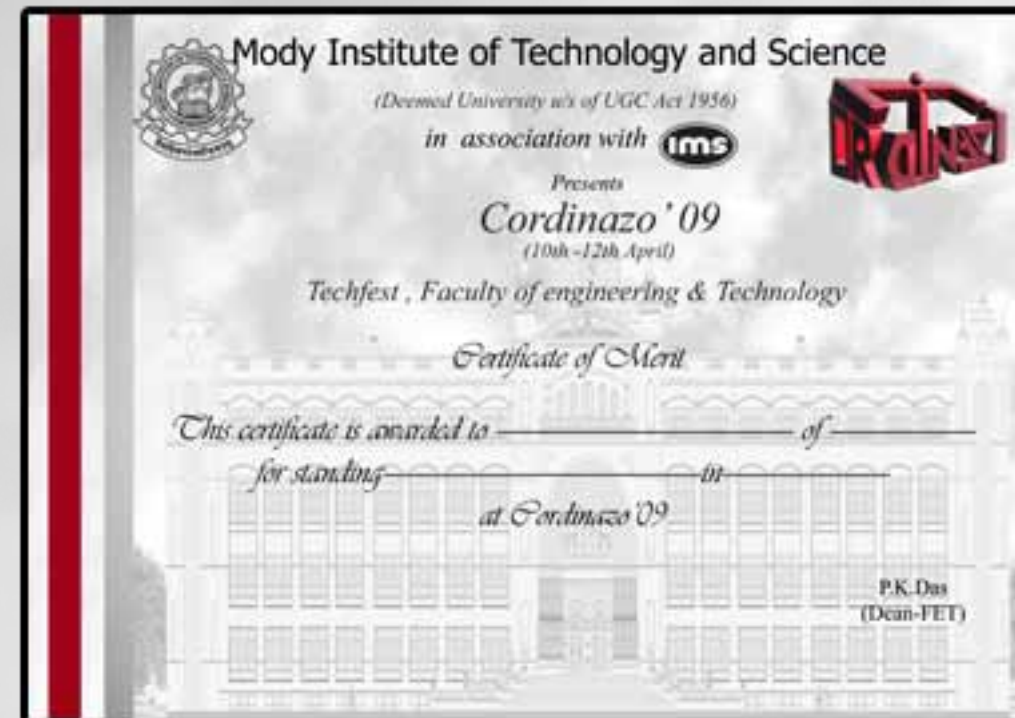 Mody Institute of Technology and Science
(Deemed University u/s of UGC Act 1956)
in association with ims
Presents
Cordinazo' 09
(10th -12th April)
Techfest , Faculty of engineering & Technology
Certificate of Merit
This certificate is awarded to of
for standing in
at Cordinazo'09
P.K.Das
(Dean-FET)